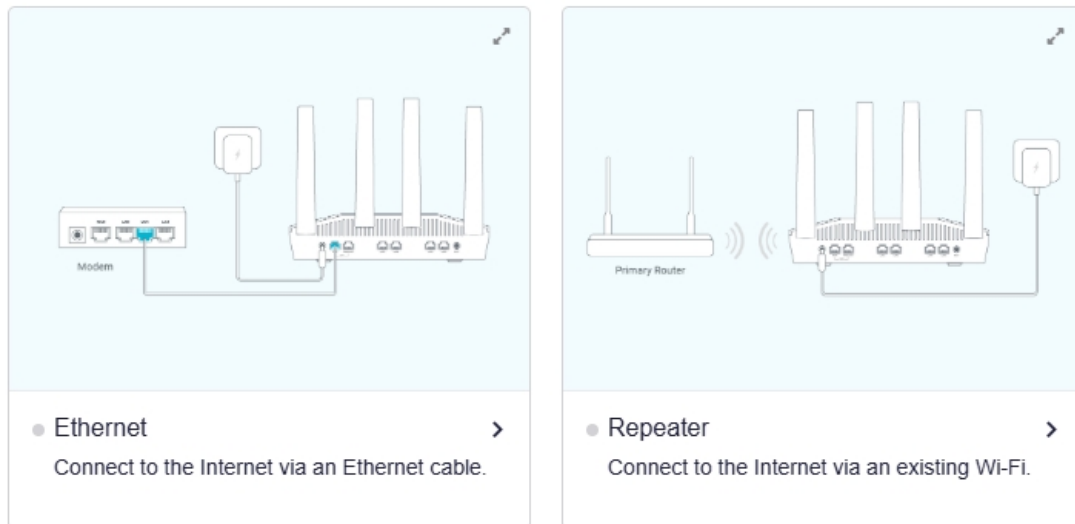 Modem
Ethernet
Connect to the Internet via an Ethernet cable.
Primary Router
Repeater
Connect to the Internet via an existing Wi-Fi.